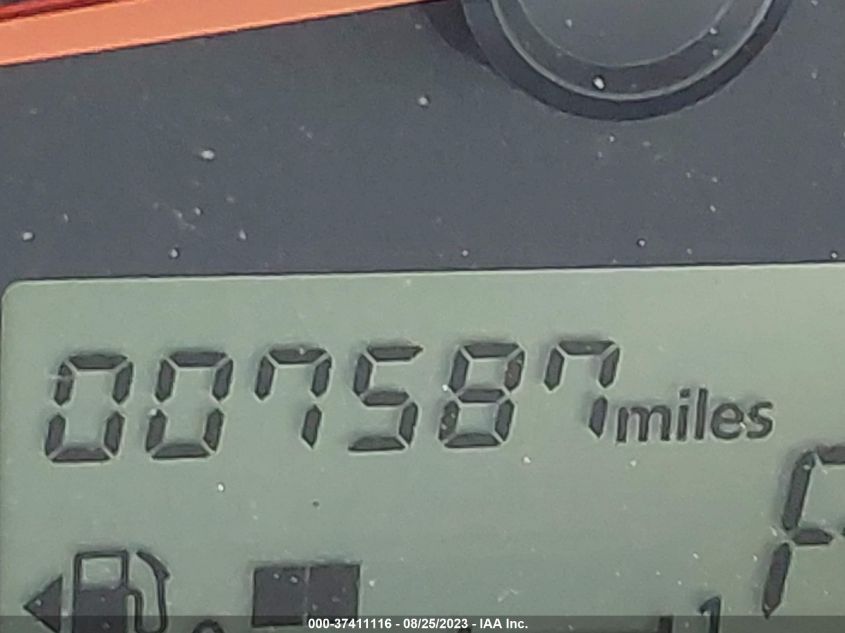 007587 miles
000-37411116 - 08/25/2023 - IAA Inc.